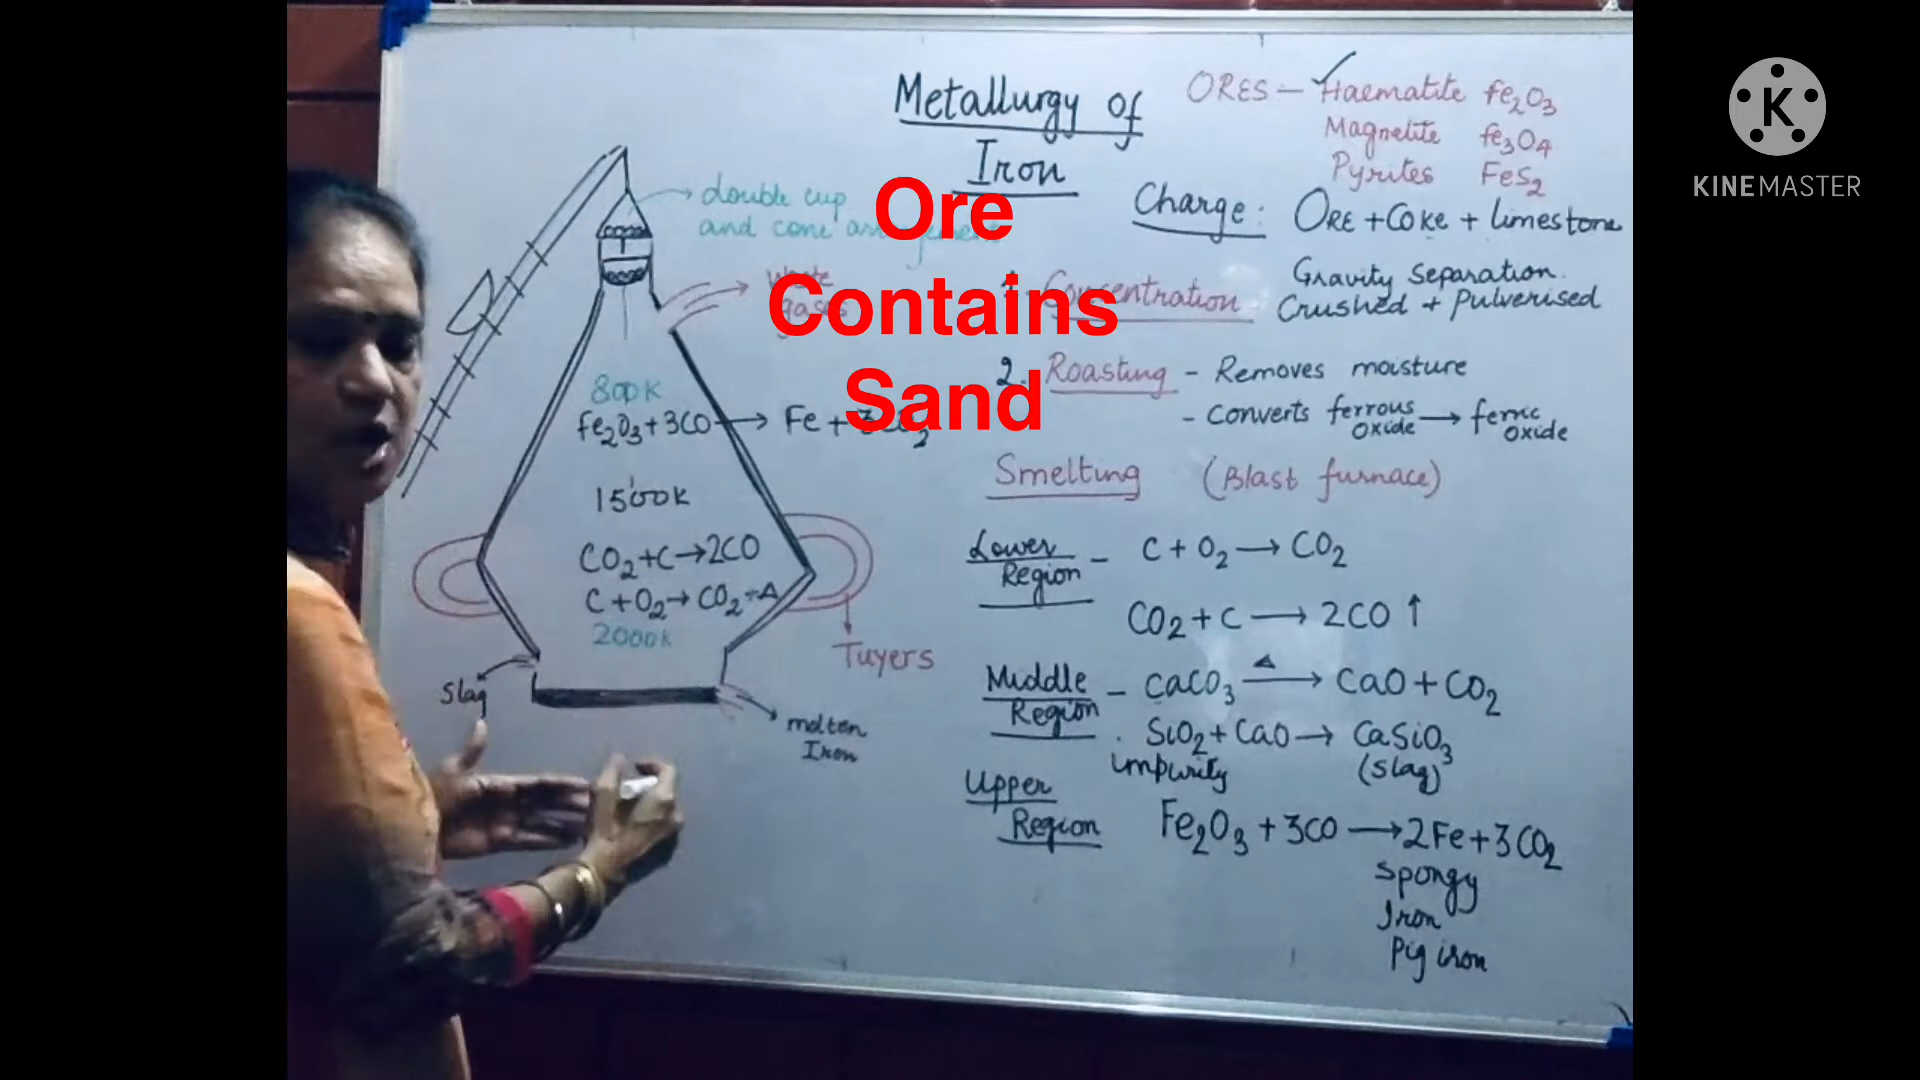 Metallurgy of
Iron
ORES — Haematite Fe2O3
Magnetite Fe3O4
Pyrites FeS2
Charge: ORE + Coke + limestone
Ore
Contains
Sand
KINEMASTER
double cup
and cone arrangement
Waste
gases
Concentration
Gravity Separation.
Crushed + Pulverised
2. Roasting - Removes moisture
- Converts ferrous oxide → ferric oxide
Smelting (Blast furnace)
800K
Fe2O3 + 3CO → Fe + 3CO2
1500K
CO2 + C → 2CO
C + O2 → CO2 + Δ
2000K
Slag
Tuyers
molten
Iron
Lower Region - C + O2 → CO2
CO2 + C → 2CO ↑
Middle Region - CaCO3 Δ→ CaO + CO2
SiO2 + CaO → CaSiO3
impurity (Slag)
Upper Region Fe2O3 + 3CO → 2Fe + 3CO2
Spongy
Iron
Pig iron